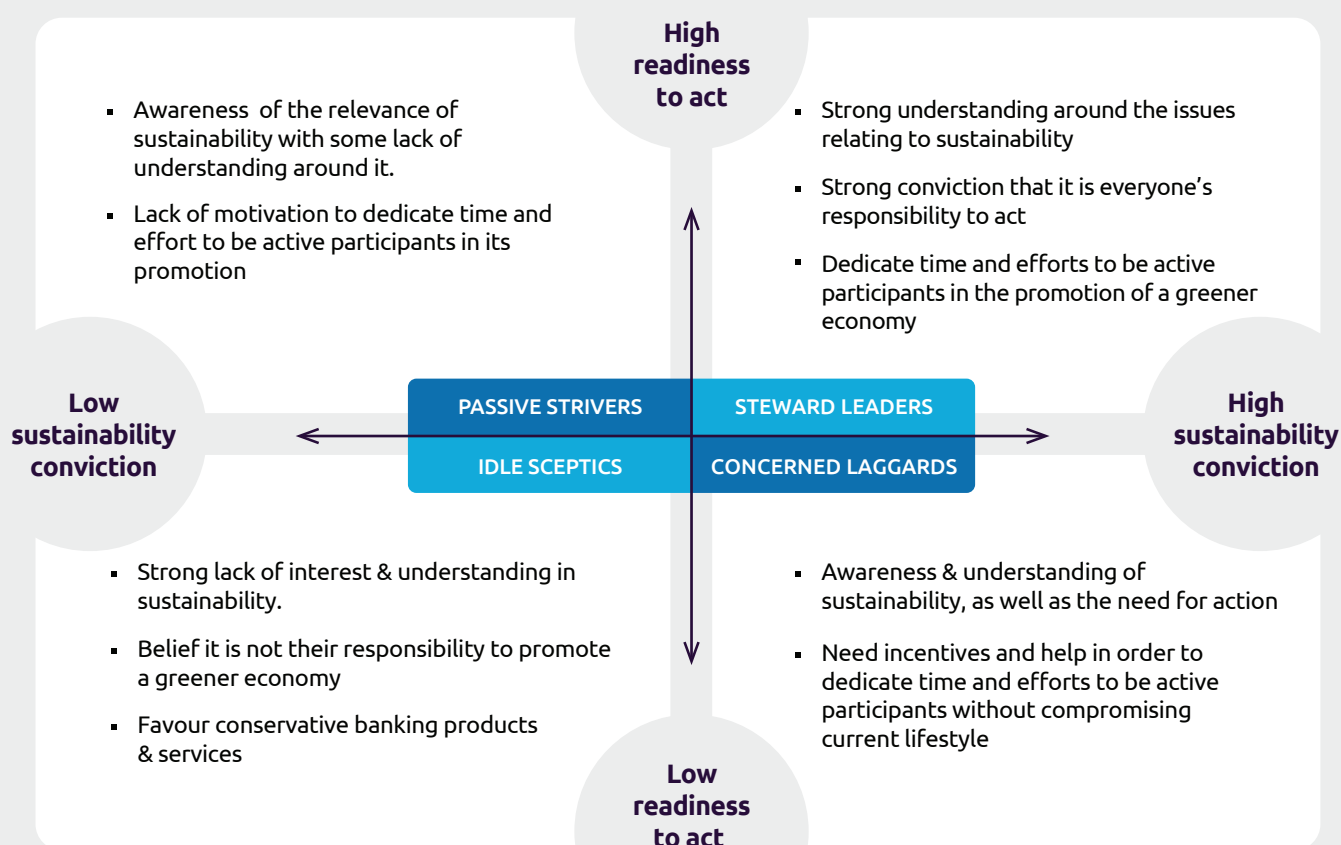 High
readiness
to act
▪ Awareness  of the relevance of
sustainability with some lack of
understanding around it.
▪ Lack of motivation to dedicate time and
effort to be active participants in its
promotion
▪ Strong understanding around the issues
relating to sustainability
▪ Strong conviction that it is everyone’s
responsibility to act
▪ Dedicate time and efforts to be active
participants in the promotion of a greener
economy
Low
sustainability
conviction
PASSIVE STRIVERS
STEWARD LEADERS
IDLE SCEPTICS
CONCERNED LAGGARDS
High
sustainability
conviction
▪ Strong lack of interest & understanding in
sustainability.
▪ Belief it is not their responsibility to promote
a greener economy
▪ Favour conservative banking products
& services
▪ Awareness & understanding of
sustainability, as well as the need for action
▪ Need incentives and help in order to
dedicate time and efforts to be active
participants without compromising
current lifestyle
Low
readiness
to act